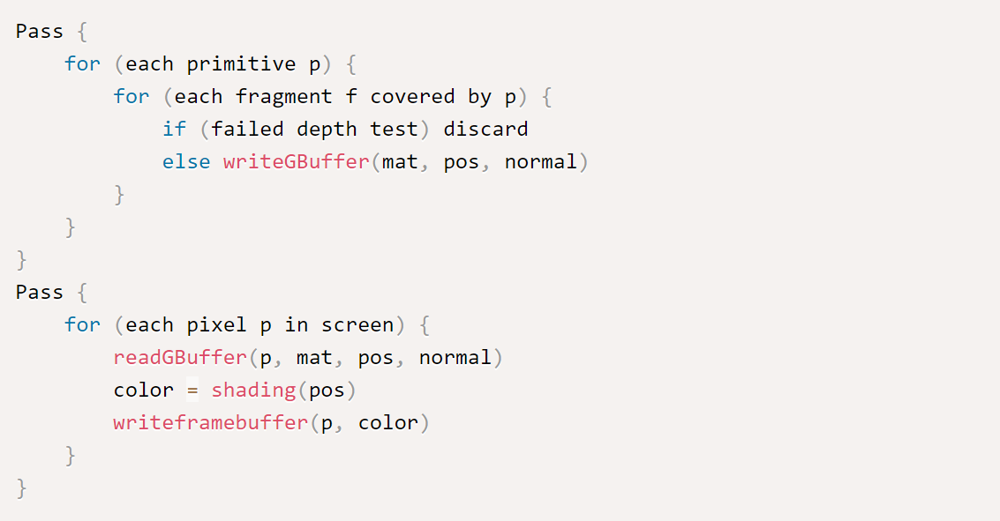 Pass {
    for (each primitive p) {
        for (each fragment f covered by p) {
            if (failed depth test) discard
            else writeGBuffer(mat, pos, normal)
        }
    }
}
Pass {
    for (each pixel p in screen) {
        readGBuffer(p, mat, pos, normal)
        color = shading(pos)
        writeframebuffer(p, color)
    }
}